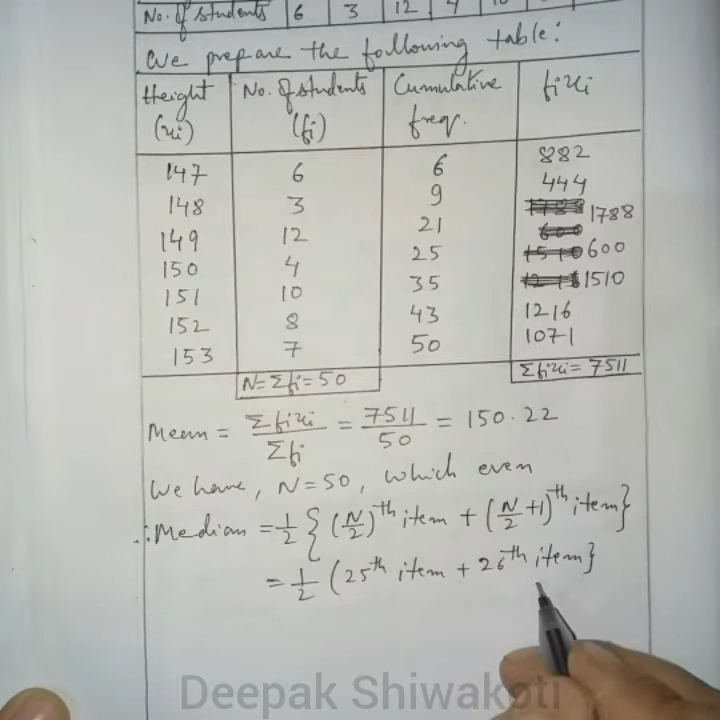 No. of students 6 3 12 4
We prepare the following table:
Height (xi) No. of students (fi) Cumulative freq. fixi
147 6 6 882
148 3 9 444
149 12 21 1788
150 4 25 600
151 10 35 1510
152 8 43 1216
153 7 50 1071
N = Σfi = 50 Σfixi = 7511
Mean = Σfixi / Σfi = 7511 / 50 = 150.22
We have, N = 50, which even
∴ Median = 1/2 { (N/2)th item + (N/2 + 1)th item }
= 1/2 ( 25th item + 26th item }
Deepak Shiwakoti